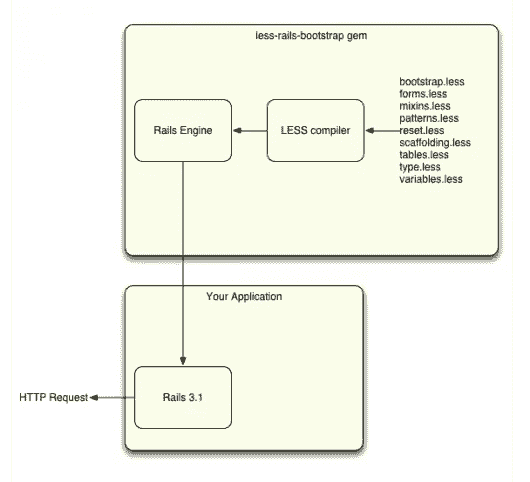 less-rails-bootstrap gem
bootstrap.less
forms.less
mixins.less
patterns.less
reset.less
scaffolding.less
tables.less
type.less
variables.less
Rails Engine
LESS compiler
Your Application
Rails 3.1
HTTP Request